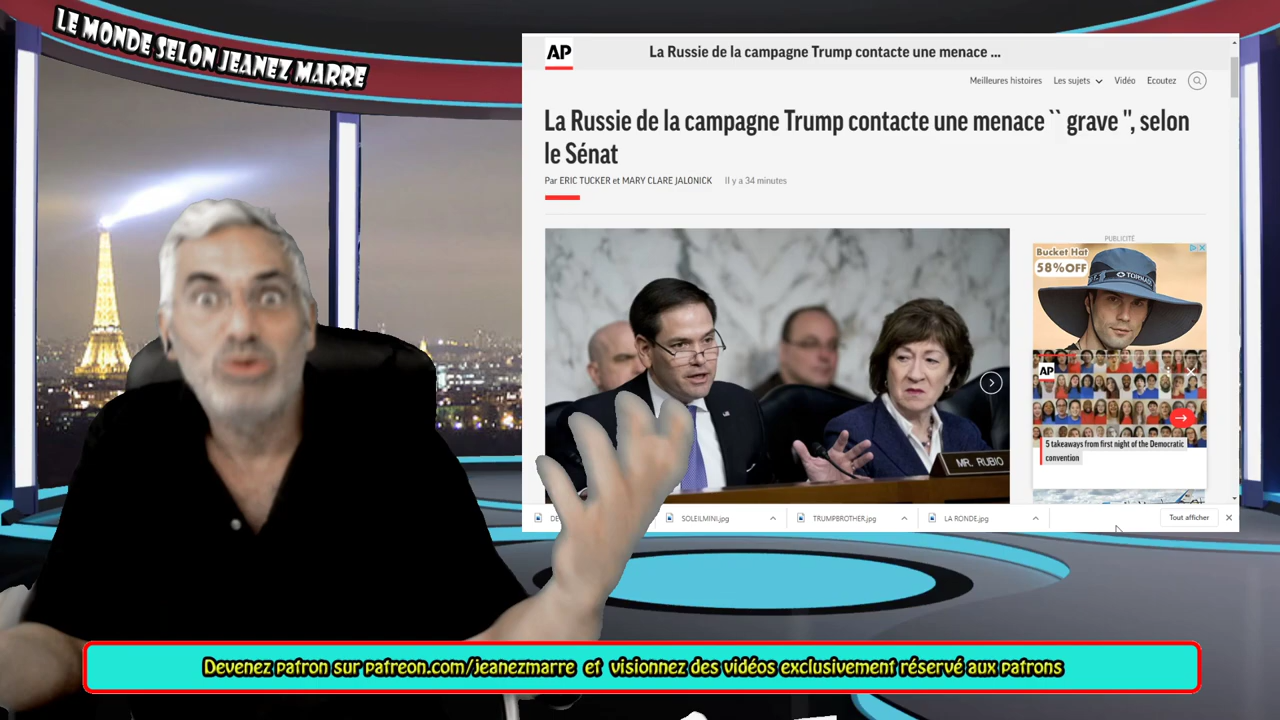 LE MONDE SELON JEANEZ MARRE
AP
La Russie de la campagne Trump contacte une menace ...
Meilleures histoires Les sujets Vidéo Ecoutez
La Russie de la campagne Trump contacte une menace `` grave ", selon
le Sénat
Par ERIC TUCKER et MARY CLARE JALONICK Il y a 34 minutes
PUBLICITÉ
Bucket Hat
58%OFF
AP
5 takeaways from first night of the Democratic
convention
MR. RUBIO
SOLEILMINI.jpg TRUMPBROTHER.jpg LA RONDE.jpg Tout afficher
Devenez patron sur patreon.com/jeanezmarre et visionnez des vidéos exclusivement réservé aux patrons